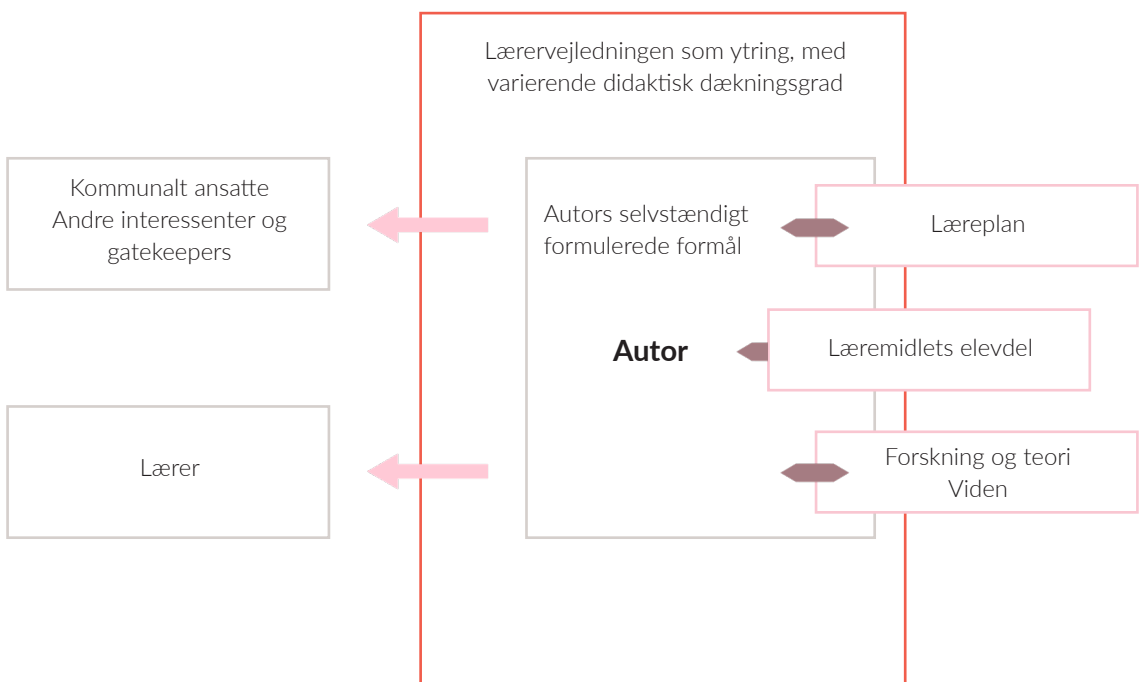 Lærervejledningen som ytring, med
varierende didaktisk dækningsgrad
Kommunalt ansatte
Andre interessenter og
gatekeepers
Autors selvstændigt
formulerede formål
Læreplan
Autor
Læremidlets elevdel
Lærer
Forskning og teori
Viden